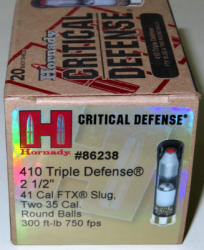 20
Hornady
CRITICAL
DEFENSE
H
Hornady
CRITICAL DEFENSE®
#86238
410 Triple Defense®
2 1/2"
41 Cal FTX® Slug,
Two 35 Cal.
Round Balls
300 ft-lb 750 fps